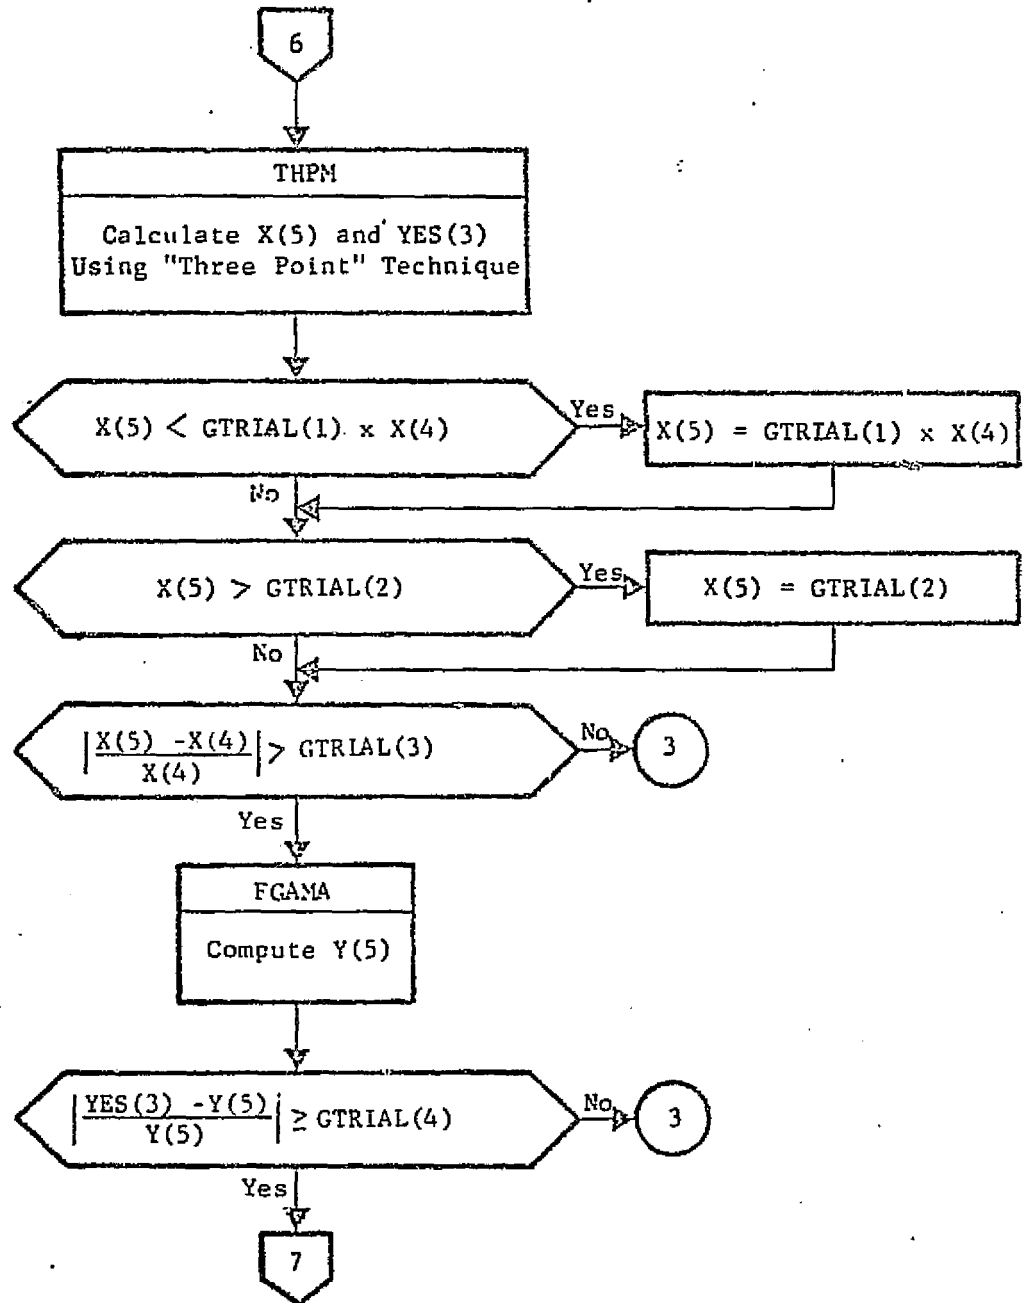 6
THPM
Calculate X(5) and YES(3)
Using "Three Point" Technique
X(5) < GTRIAL(1) x X(4)
Yes
X(5) = GTRIAL(1) x X(4)
No
X(5) > GTRIAL(2)
Yes
X(5) = GTRIAL(2)
No
|X(5) -X(4)
X(4)| > GTRIAL(3)
No
3
Yes
FGAMA
Compute Y(5)
|YES(3) -Y(5)
Y(5)| ≥ GTRIAL(4)
No
3
Yes
7